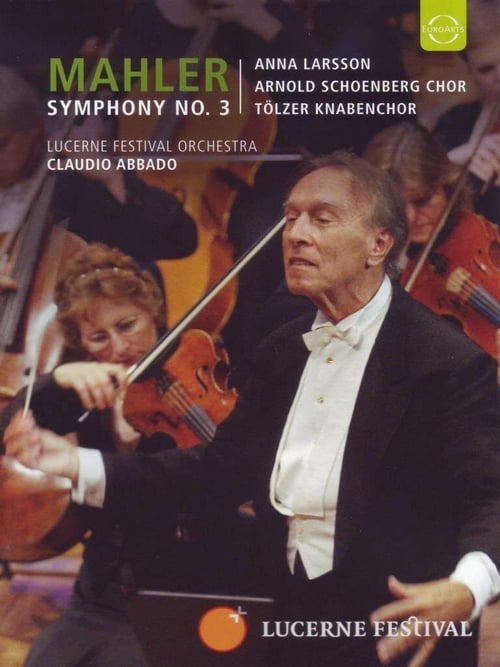 EUROARTS
MAHLER
SYMPHONY NO. 3
ANNA LARSSON
ARNOLD SCHOENBERG CHOR
TÖLZER KNABENCHOR
LUCERNE FESTIVAL ORCHESTRA
CLAUDIO ABBADO
LUCERNE FESTIVAL